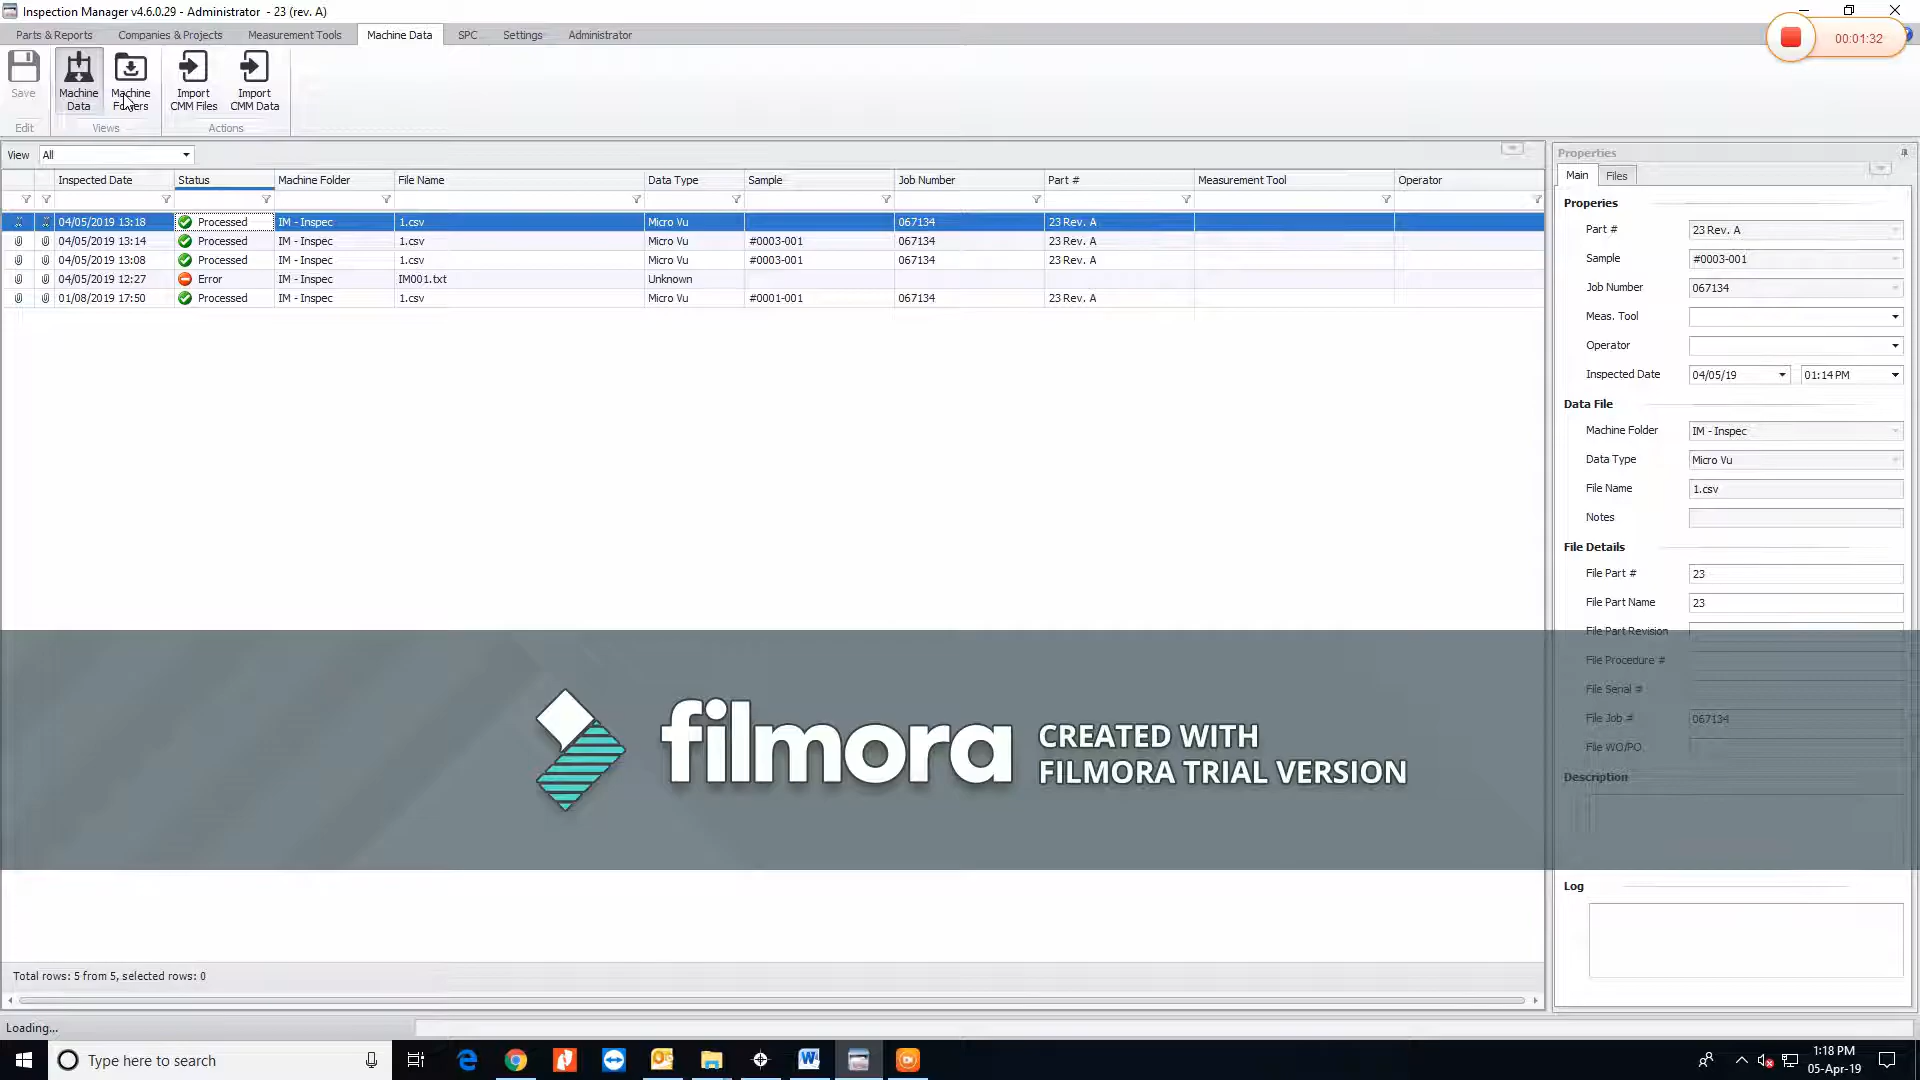 Inspection Manager v4.6.0.29 - Administrator - 23 (rev. A)
00:01:32
Parts & Reports Companies & Projects Measurement Tools Machine Data SPC Settings Administrator
Save
Machine Data
Machine Folders
Import CMM Files
Import CMM Data
Edit Views Actions
View All
Inspected Date Status Machine Folder File Name Data Type Sample Job Number Part # Measurement Tool Operator
04/05/2019 13:18 Processed IM - Inspec 1.csv Micro Vu 067134 23 Rev. A
04/05/2019 13:14 Processed IM - Inspec 1.csv Micro Vu #0003-001 067134 23 Rev. A
04/05/2019 13:08 Processed IM - Inspec 1.csv Micro Vu #0003-001 067134 23 Rev. A
04/05/2019 12:27 Error IM - Inspec IM001.txt Unknown
01/08/2019 17:50 Processed IM - Inspec 1.csv Micro Vu #0001-001 067134 23 Rev. A
Total rows: 5 from 5, selected rows: 0
Loading...
Properties
Main Files
Properies
Part # 23 Rev. A
Sample #0003-001
Job Number 067134
Meas. Tool
Operator
Inspected Date 04/05/19 01:14 PM
Data File
Machine Folder IM - Inspec
Data Type Micro Vu
File Name 1.csv
Notes
File Details
File Part # 23
File Part Name 23
File Part Revision
File Procedure #
File Serial #
File Job # 067134
File WO/PO
Description
Log
filmora
CREATED WITH
FILMORA TRIAL VERSION
Type here to search
1:18 PM
05-Apr-19